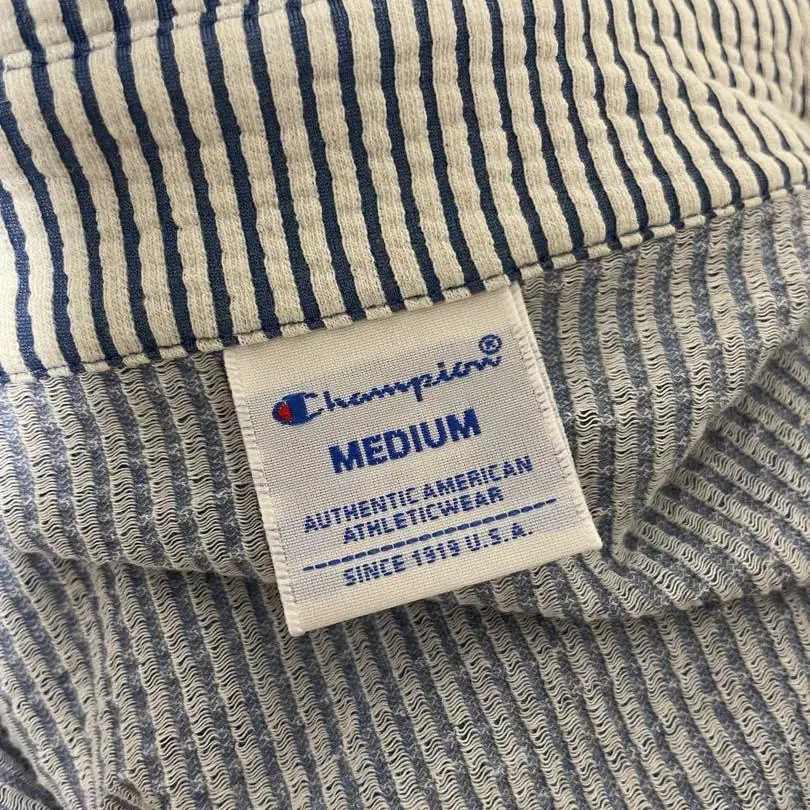 Champion®
MEDIUM
AUTHENTIC AMERICAN
ATHLETICWEAR
SINCE 1919 U.S.A.